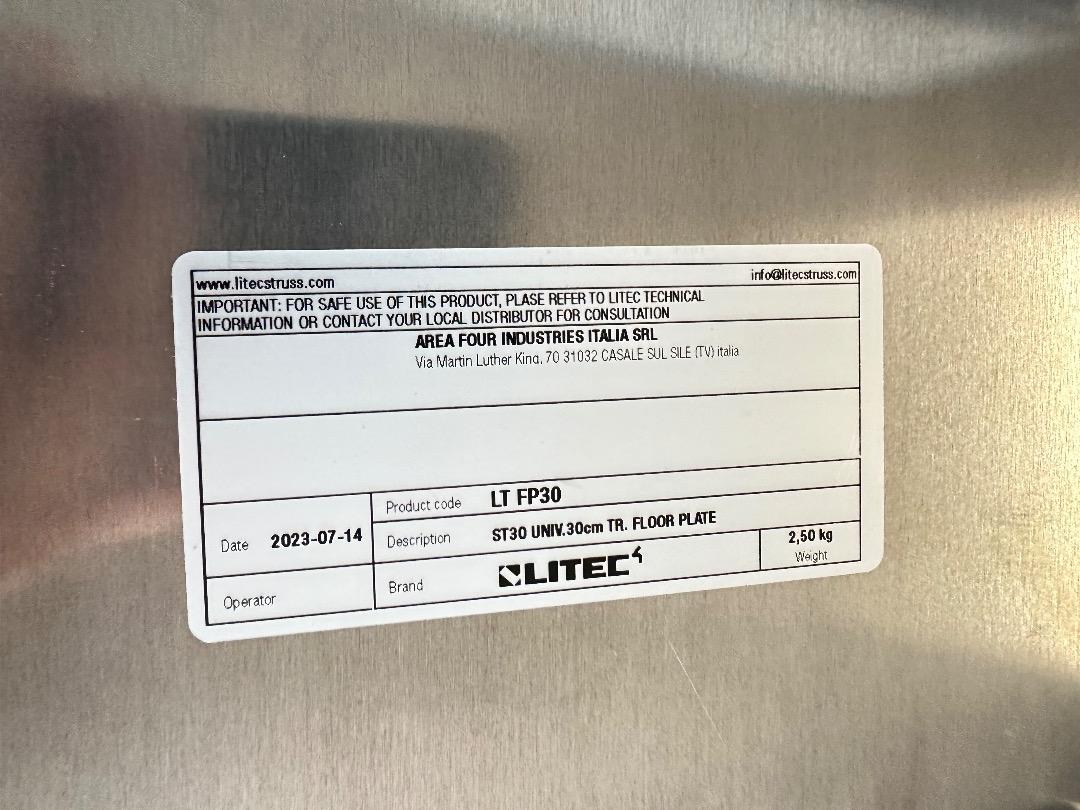 www.litecstruss.com info@litecstruss.com
IMPORTANT: FOR SAFE USE OF THIS PRODUCT, PLASE REFER TO LITEC TECHNICAL
INFORMATION OR CONTACT YOUR LOCAL DISTRIBUTOR FOR CONSULTATION
AREA FOUR INDUSTRIES ITALIA SRL
Via Martin Luther King, 70 31032 CASALE SUL SILE (TV) italia
Product code LT FP30
Date 2023-07-14
Description ST30 UNIV.30cm TR. FLOOR PLATE
2,50 kg
Weight
Operator
Brand LITEC 4